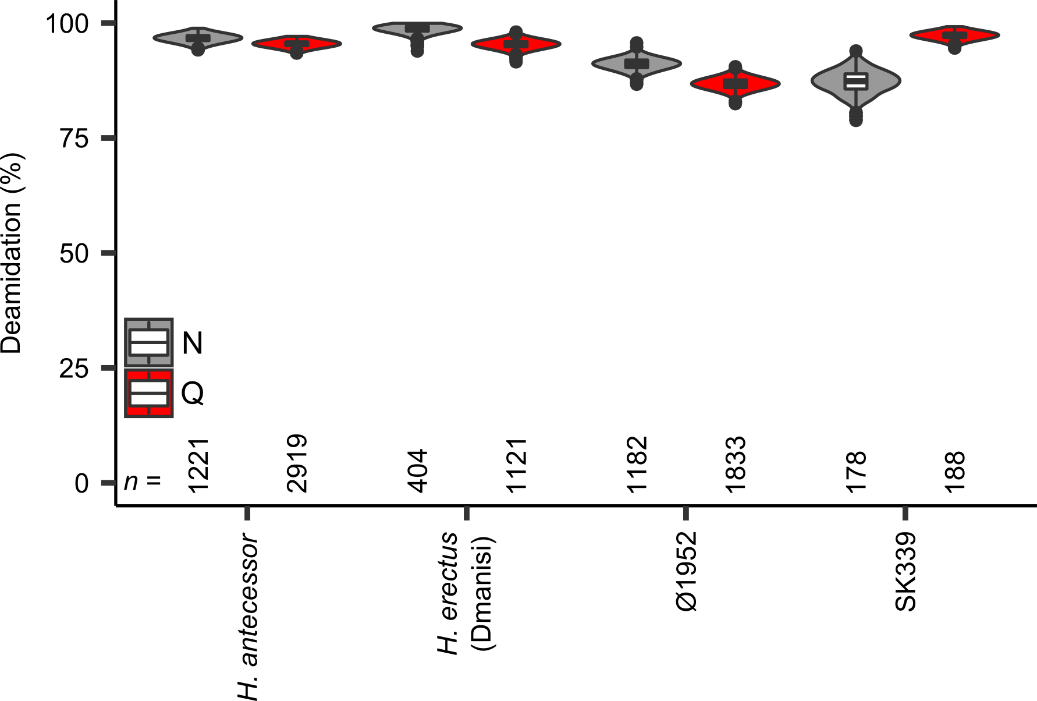 Deamidation (%)
100
75
50
25
0
N
Q
n =
1221
2919
404
1121
1182
1833
178
188
H. antecessor
H. erectus
(Dmanisi)
Ø1952
SK339